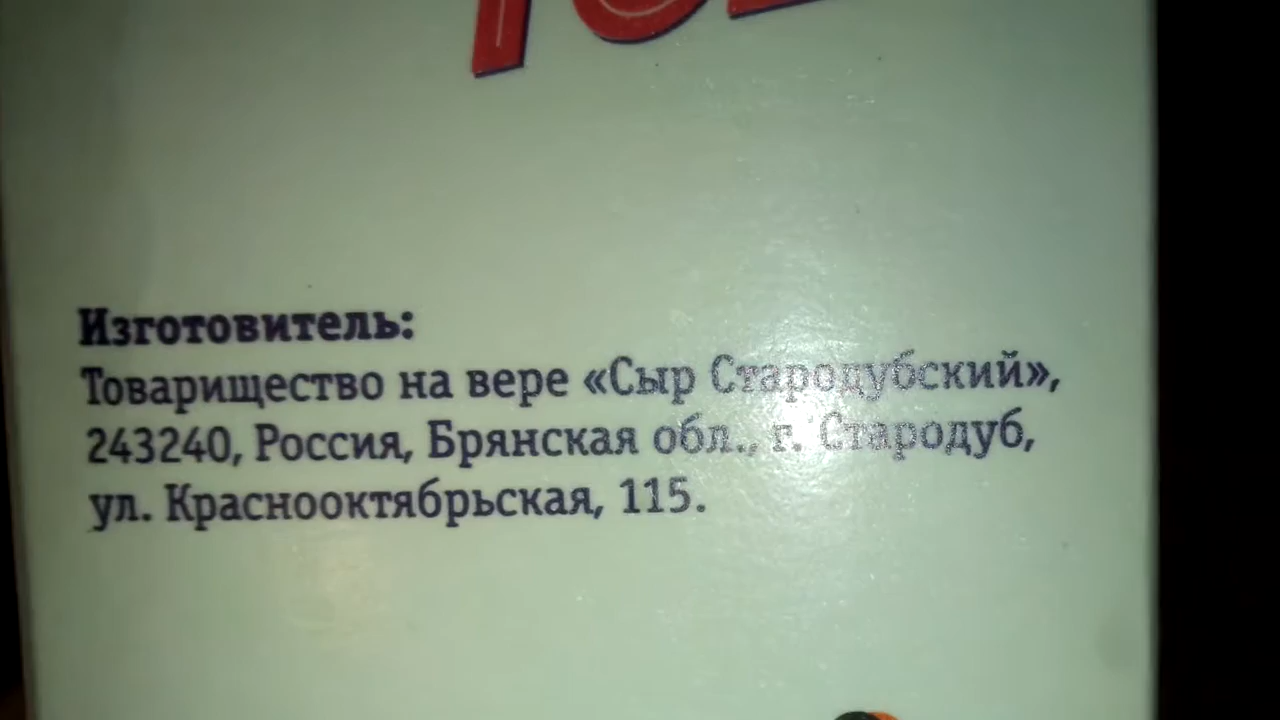 Изготовитель:
Товарищество на вере «Сыр Стародубский»,
243240, Россия, Брянская обл., г. Стародуб,
ул. Краснооктябрьская, 115.